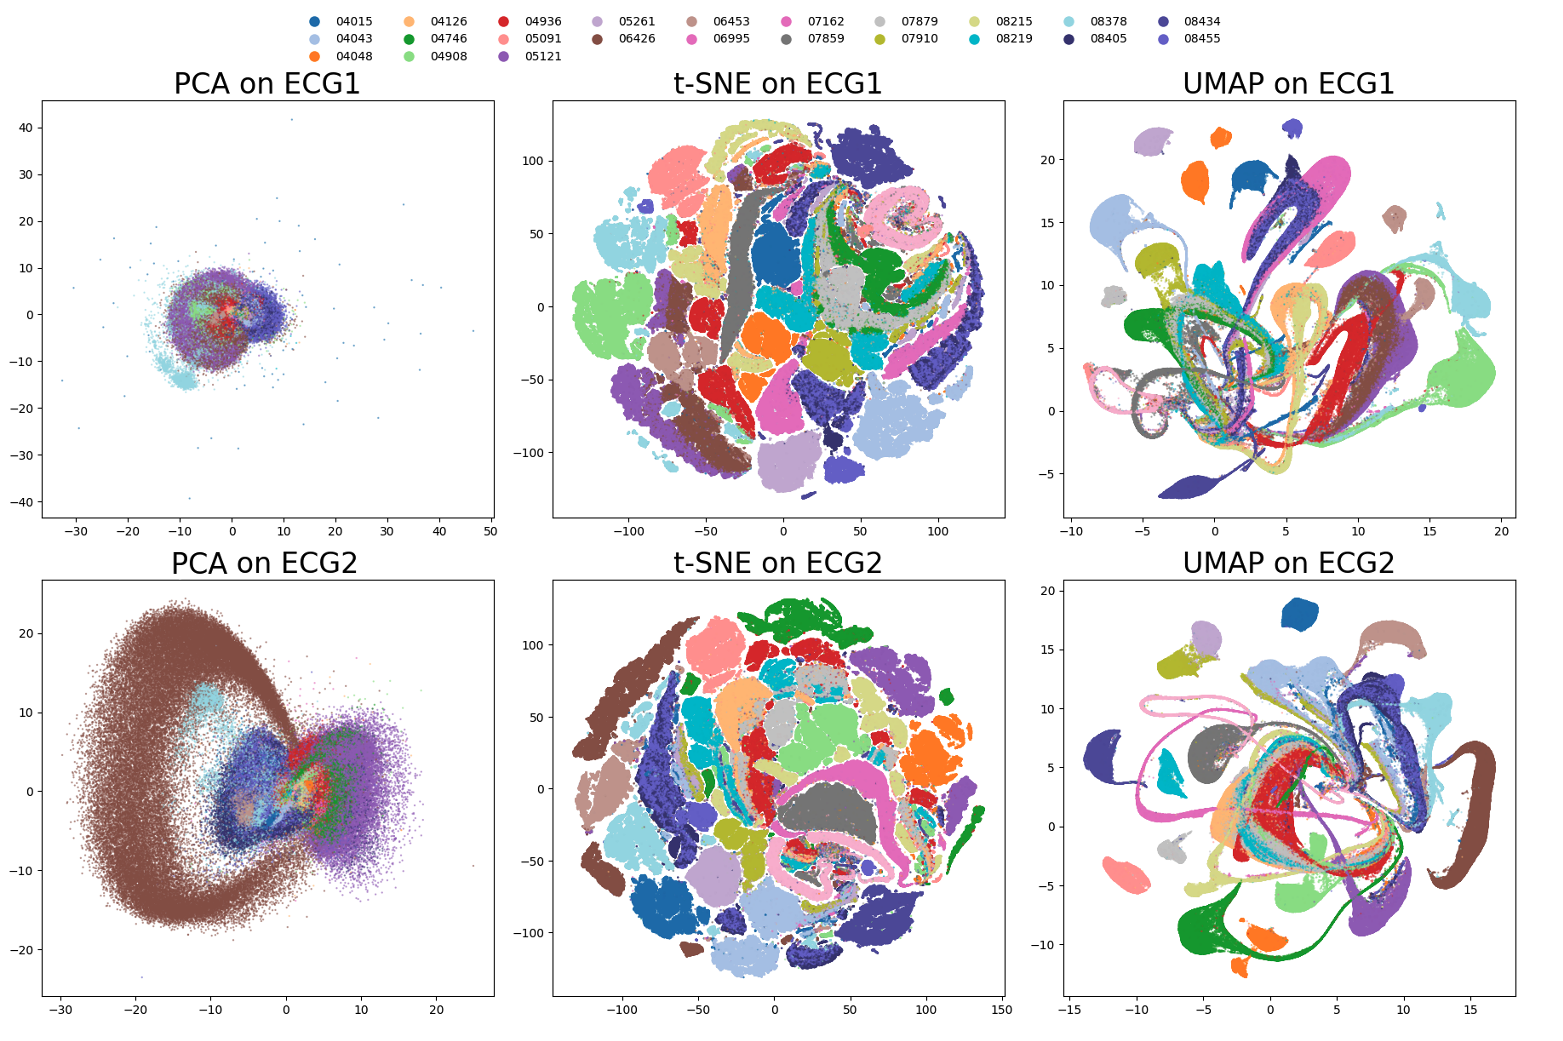 04015 04126 04936 05261 06453 07162 07879 08215 08378 08434
04043 04746 05091 06426 06995 07859 07910 08219 08405 08455
04048 04908 05121
PCA on ECG1 t-SNE on ECG1 UMAP on ECG1
40 30 20 10 0 −10 −20 −30 −40
−30 −20 −10 0 10 20 30 40 50
100 50 0 −50 −100
−100 −50 0 50 100
20 15 10 5 0 −5
−10 −5 0 5 10 15 20
PCA on ECG2 t-SNE on ECG2 UMAP on ECG2
20 10 0 −10 −20
−30 −20 −10 0 10 20
100 50 0 −50 −100
−100 −50 0 50 100 150
20 15 10 5 0 −5 −10
−15 −10 −5 0 5 10 15